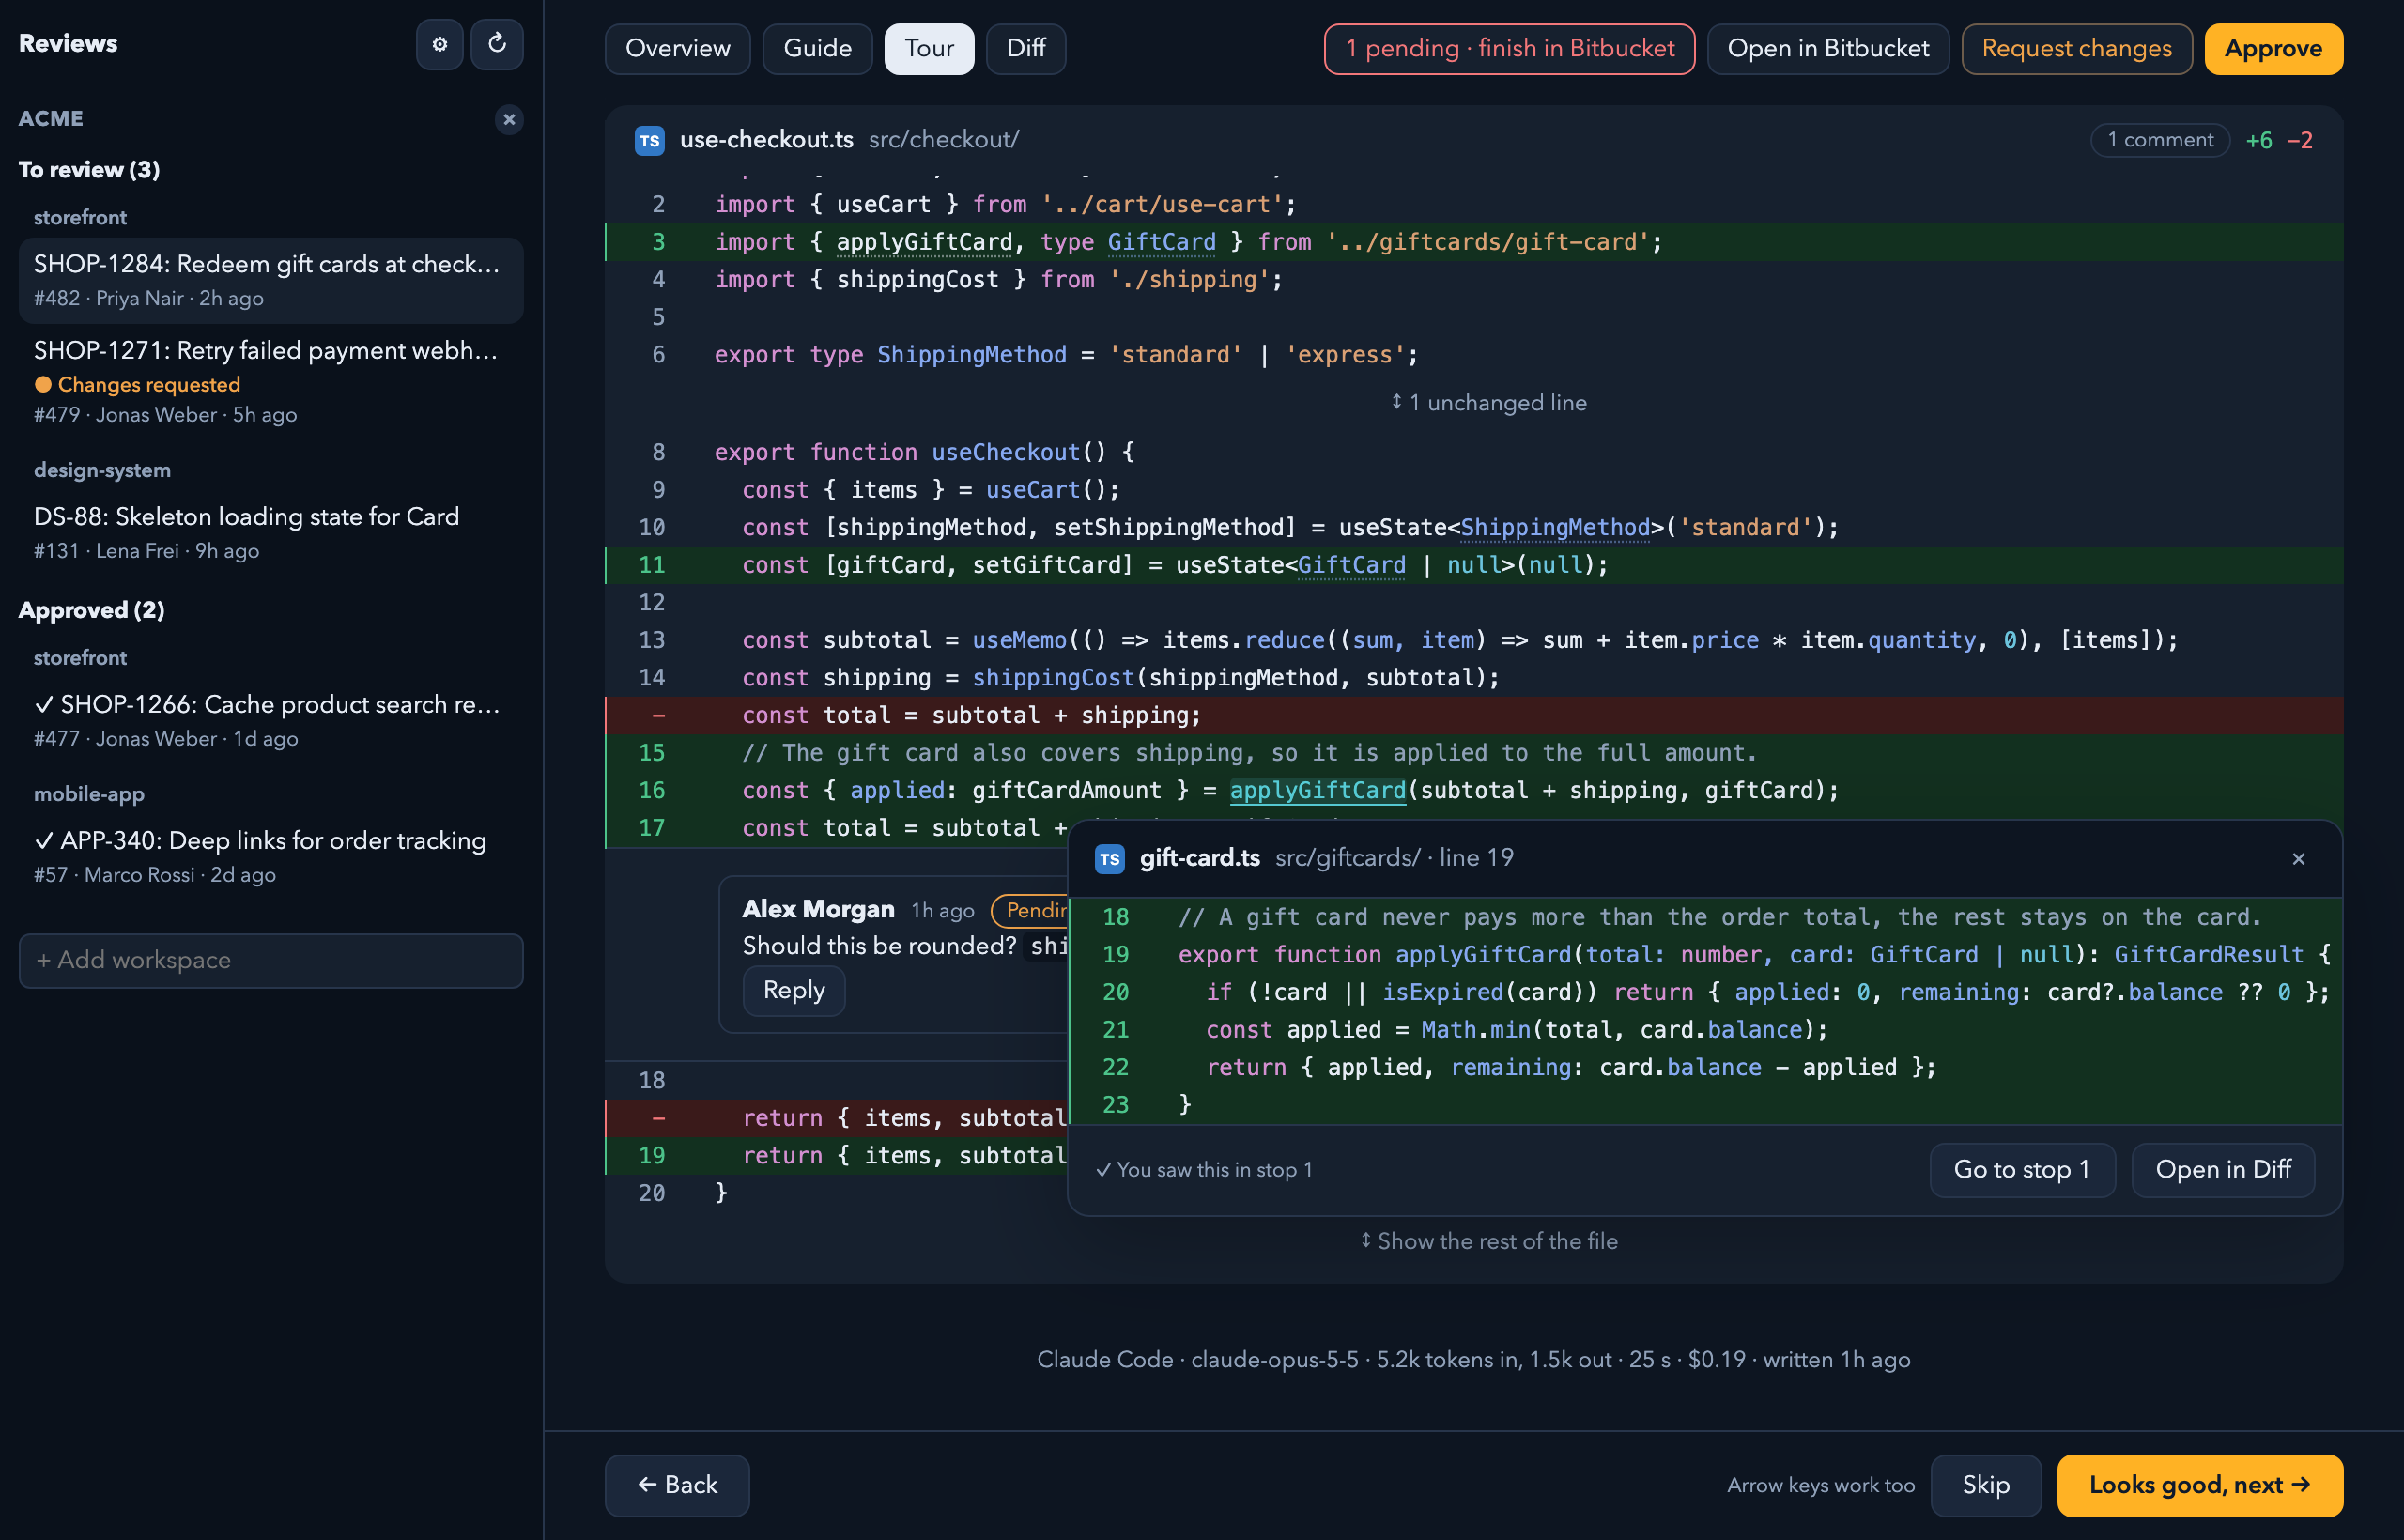 Reviews
ACME
To review (3)
storefront
SHOP-1284: Redeem gift cards at check…
#482 · Priya Nair · 2h ago
SHOP-1271: Retry failed payment webh…
Changes requested
#479 · Jonas Weber · 5h ago
design-system
DS-88: Skeleton loading state for Card
#131 · Lena Frei · 9h ago
Approved (2)
storefront
✓ SHOP-1266: Cache product search re…
#477 · Jonas Weber · 1d ago
mobile-app
✓ APP-340: Deep links for order tracking
#57 · Marco Rossi · 2d ago
+ Add workspace
Overview Guide Tour Diff
1 pending · finish in Bitbucket Open in Bitbucket Request changes Approve
TS use-checkout.ts src/checkout/ 1 comment +6 −2
2 import { useCart } from '../cart/use-cart';
3 import { applyGiftCard, type GiftCard } from '../giftcards/gift-card';
4 import { shippingCost } from './shipping';
5
6 export type ShippingMethod = 'standard' | 'express';
↕ 1 unchanged line
8 export function useCheckout() {
9 const { items } = useCart();
10 const [shippingMethod, setShippingMethod] = useState<ShippingMethod>('standard');
11 const [giftCard, setGiftCard] = useState<GiftCard | null>(null);
12
13 const subtotal = useMemo(() => items.reduce((sum, item) => sum + item.price * item.quantity, 0), [items]);
14 const shipping = shippingCost(shippingMethod, subtotal);
− const total = subtotal + shipping;
15 // The gift card also covers shipping, so it is applied to the full amount.
16 const { applied: giftCardAmount } = applyGiftCard(subtotal + shipping, giftCard);
17 const total = subtotal +
Alex Morgan 1h ago Pendin
Should this be rounded? shi
Reply
18
− return { items, subtotal
19 return { items, subtotal
20 }
↕ Show the rest of the file
TS gift-card.ts src/giftcards/ · line 19 ×
18 // A gift card never pays more than the order total, the rest stays on the card.
19 export function applyGiftCard(total: number, card: GiftCard | null): GiftCardResult {
20 if (!card || isExpired(card)) return { applied: 0, remaining: card?.balance ?? 0 };
21 const applied = Math.min(total, card.balance);
22 return { applied, remaining: card.balance - applied };
23 }
✓ You saw this in stop 1 Go to stop 1 Open in Diff
Claude Code · claude-opus-5-5 · 5.2k tokens in, 1.5k out · 25 s · $0.19 · written 1h ago
← Back Arrow keys work too Skip Looks good, next →